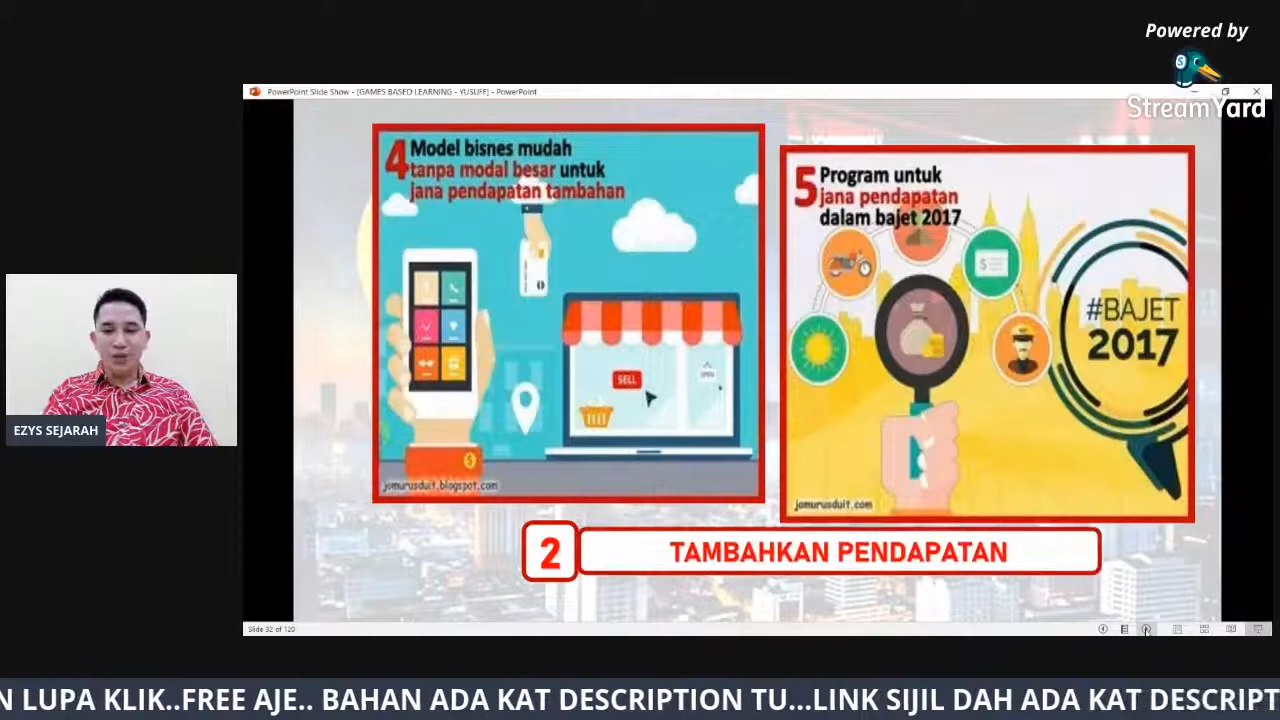 Powered by
StreamYard
PowerPoint Slide Show - [GAMES BASED LEARNING - YUSUFF] - PowerPoint
4 Model bisnes mudah
tanpa modal besar untuk
jana pendapatan tambahan
SELL
OPEN
jomurusduit.blogspot.com
5 Program untuk
jana pendapatan
dalam bajet 2017
#BAJET
2017
jomurusduit.com
2 TAMBAHKAN PENDAPATAN
EZYS SEJARAH
Slide 32 of 120
N LUPA KLIK..FREE AJE.. BAHAN ADA KAT DESCRIPTION TU...LINK SIJIL DAH ADA KAT DESCRIPT